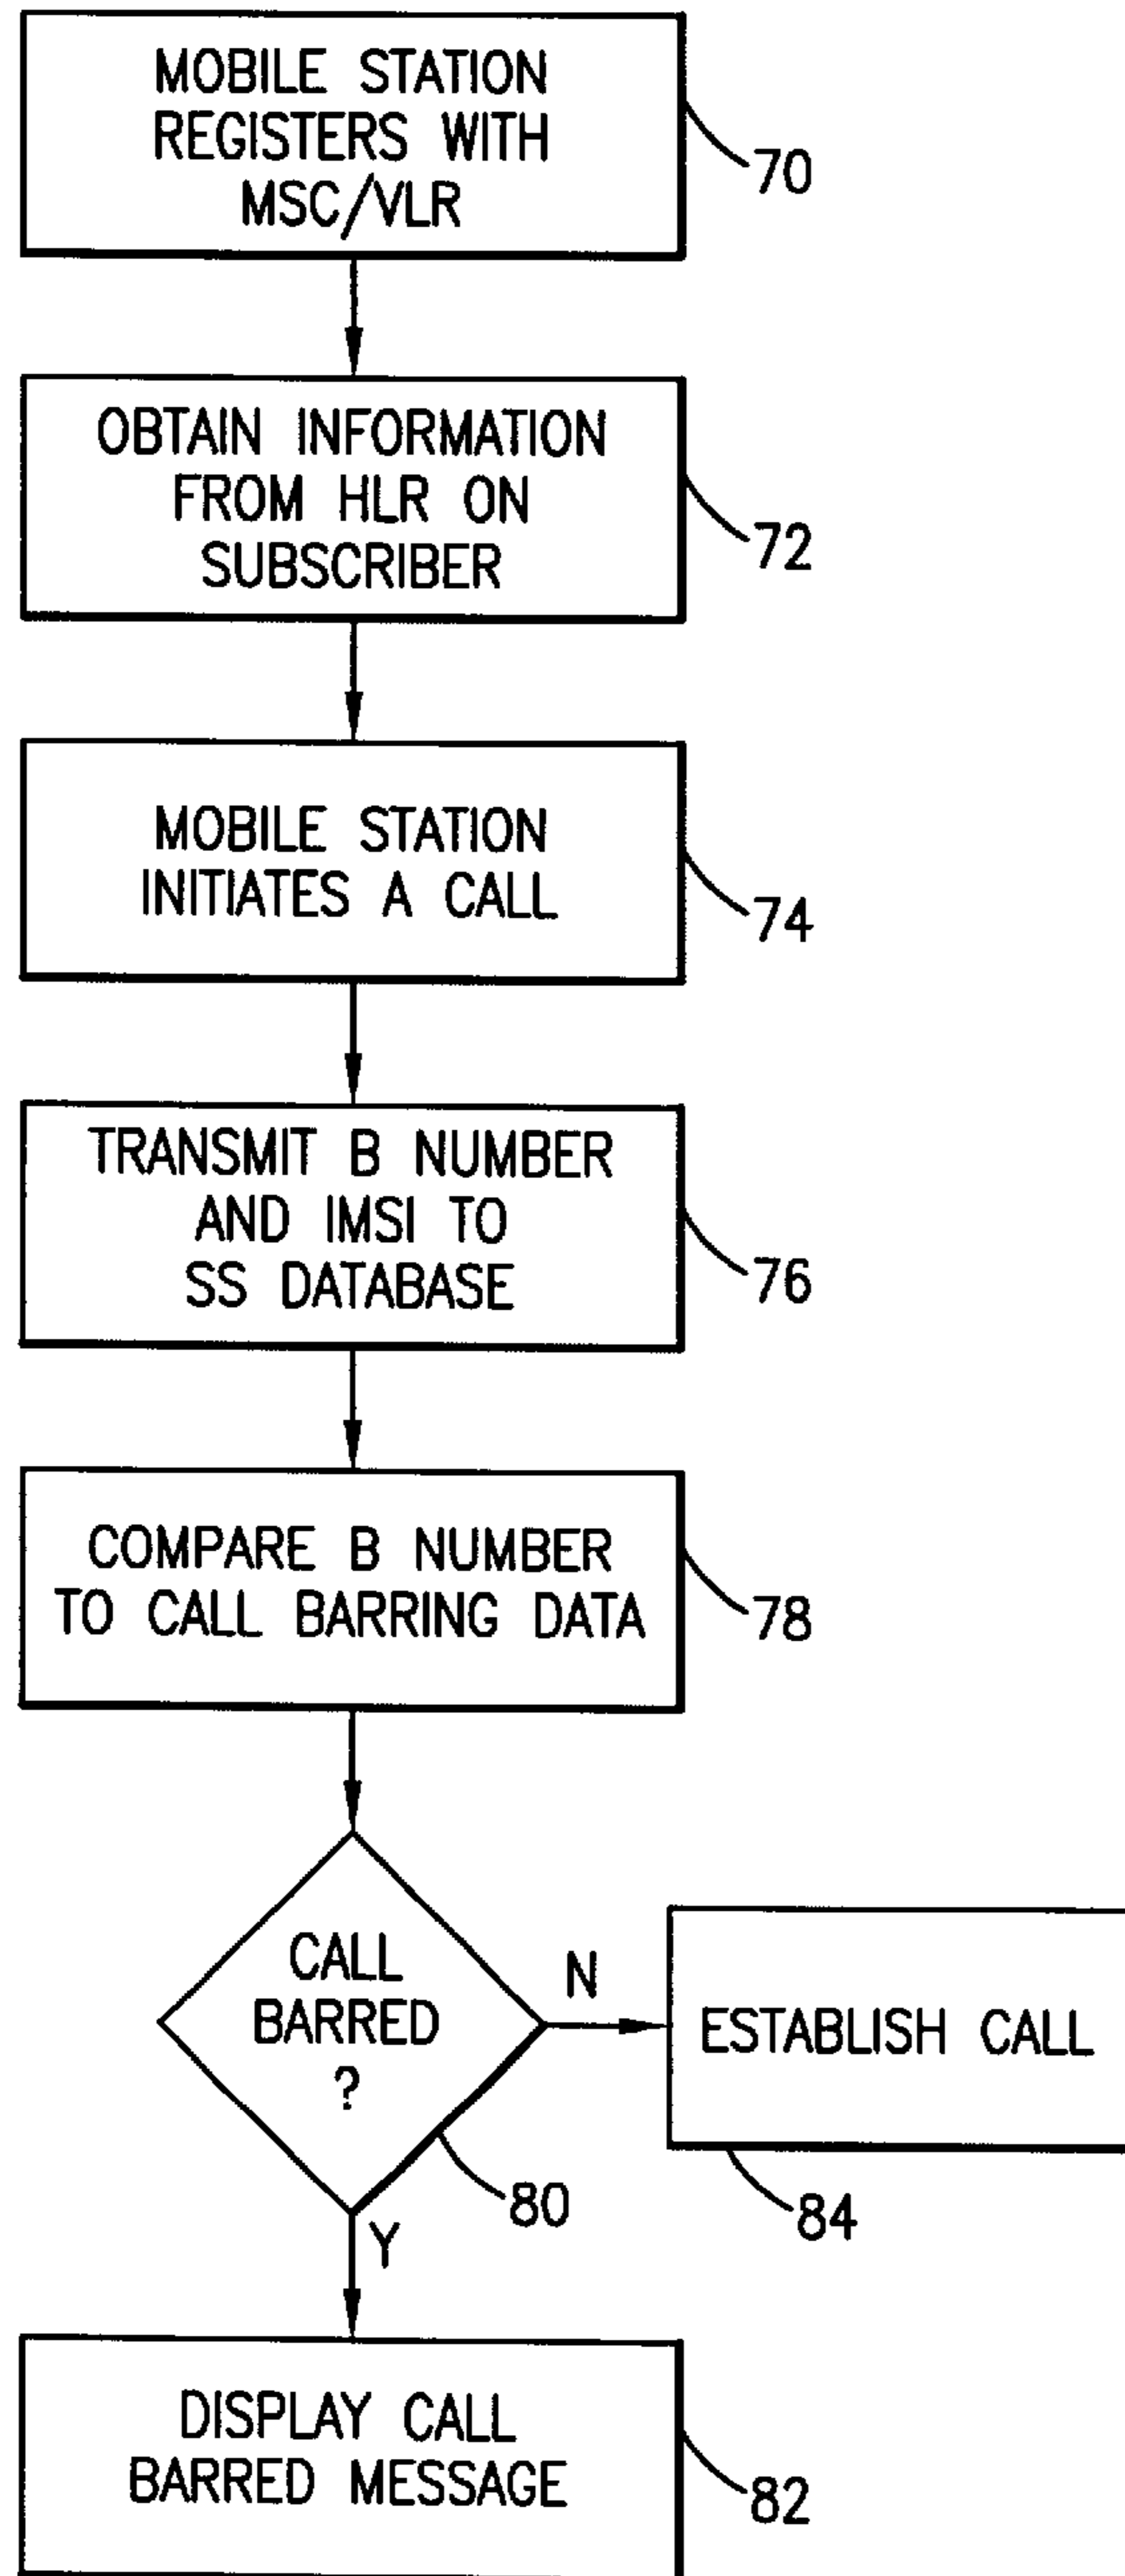 MOBILE STATION
REGISTERS WITH
MSC/VLR
70
OBTAIN INFORMATION
FROM HLR ON
SUBSCRIBER
72
MOBILE STATION
INITIATES A CALL
74
TRANSMIT B NUMBER
AND IMSI TO
SS DATABASE
76
COMPARE B NUMBER
TO CALL BARRING DATA
78
CALL
BARRED
?
80
N
ESTABLISH CALL
84
Y
DISPLAY CALL
BARRED MESSAGE
82